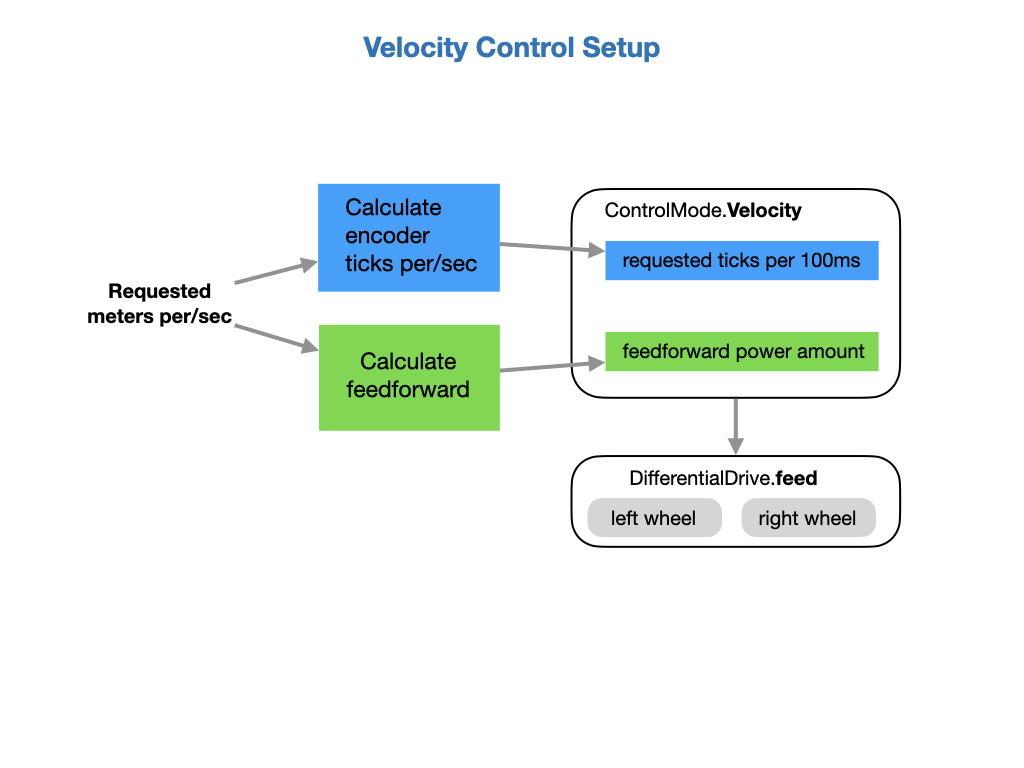 Velocity Control Setup
Requested
meters per/sec
Calculate
encoder
ticks per/sec
Calculate
feedforward
ControlMode.Velocity
requested ticks per 100ms
feedforward power amount
DifferentialDrive.feed
left wheel
right wheel